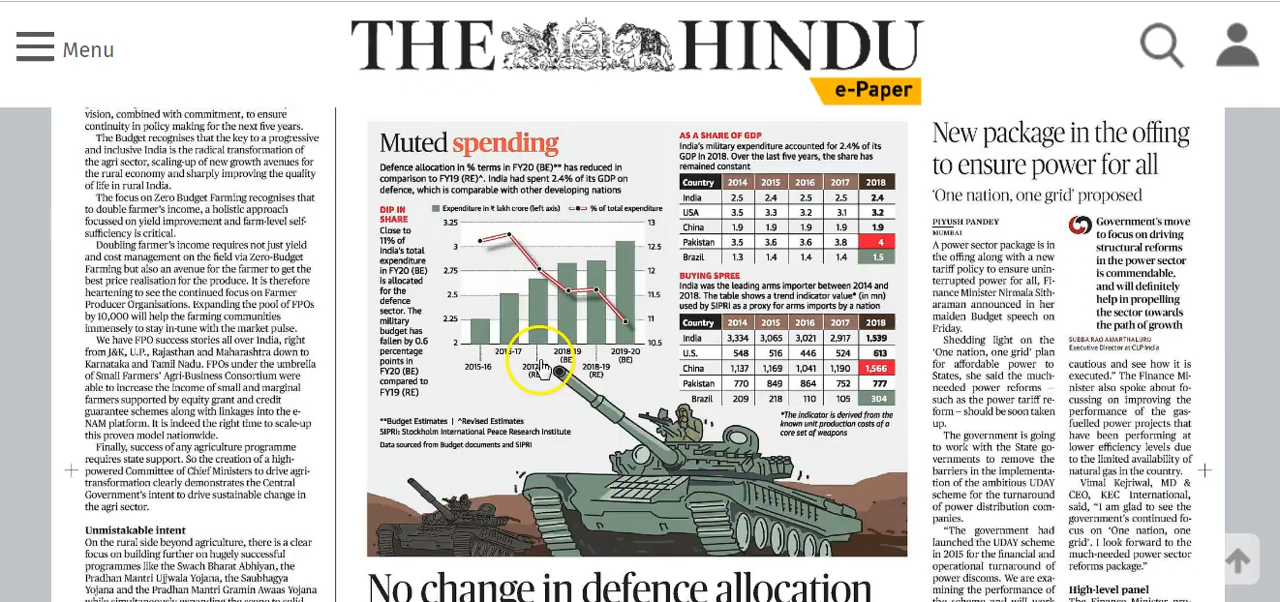 Menu
THE HINDU
e-Paper
vision, combined with commitment, to ensure
continuity in policy making for the next five years.
The Budget recognises that the key to a progressive
and inclusive India is the radical transformation of
the agri sector, scaling-up of new growth avenues for
the rural economy and sharply improving the quality
of life in rural India.
The focus on Zero Budget Farming recognises that
to double farmer's income, a holistic approach
focussed on yield improvement and farm-level self-
sufficiency is critical.
Doubling farmer's income requires not just yield
and cost management on the field via Zero-Budget
Farming but also an avenue for the farmer to get the
best price realisation for the produce. It is therefore
heartening to see the continued focus on Farmer
Producer Organisations. Expanding the pool of FPOs
by 10,000 will help the farming communities
immensely to stay in-tune with the market pulse.
We have FPO success stories all over India, right
from J&K, U.P., Rajasthan and Maharashtra down to
Karnataka and Tamil Nadu. FPOs under the umbrella
of Small Farmers' Agri-Business Consortium were
able to increase the income of small and marginal
farmers supported by equity grant and credit
guarantee schemes along with linkages into the e-
NAM platform. It is indeed the right time to scale-up
this proven model nationwide.
Finally, success of any agriculture programme
requires state support. So the creation of a high-
powered Committee of Chief Ministers to drive agri-
transformation clearly demonstrates the Central
Government's intent to drive sustainable change in
the agri sector.
Unmistakable intent
On the rural side beyond agriculture, there is a clear
focus on building further on hugely successful
programmes like the Swach Bharat Abhiyan, the
Pradhan Mantri Ujjwala Yojana, the Saubhagya
Yojana and the Pradhan Mantri Gramin Awaas Yojana
while simultaneously expanding the scope to
Muted spending
Defence allocation in % terms in FY20 (BE)** has reduced in
comparison to FY19 (RE)^. India had spent 2.4% of its GDP on
defence, which is comparable with other developing nations
DIP IN
SHARE
Close to
11% of
India's total
expenditure
in FY20 (BE)
is allocated
for the
defence
sector. The
military
budget has
fallen by 0.6
percentage
points in
FY20 (BE)
compared to
FY19 (RE)
Expenditure in ₹ lakh crore (left axis) % of total expenditure
3.25 13
3 12.5
2.75 12
2.5 11.5
2.25 11
2 10.5
2015-16
2016-17
2018-19
(BE)
2018-19
(RE)
2019-20
(BE)
**Budget Estimates | ^Revised Estimates
SIPRI: Stockholm International Peace Research Institute
Data sourced from Budget documents and SIPRI
AS A SHARE OF GDP
India's military expenditure accounted for 2.4% of its
GDP in 2018. Over the last five years, the share has
remained constant
Country 2014 2015 2016 2017 2018
India 2.5 2.4 2.5 2.5 2.4
USA 3.5 3.3 3.2 3.1 3.2
China 1.9 1.9 1.9 1.9 1.9
Pakistan 3.5 3.6 3.6 3.8 4
Brazil 1.3 1.4 1.4 1.4 1.5
BUYING SPREE
India was the leading arms importer between 2014 and
2018. The table shows a trend indicator value* (in mn)
used by SIPRI as a proxy for arms imports by a nation
Country 2014 2015 2016 2017 2018
India 3,334 3,065 3,021 2,917 1,539
U.S. 548 516 446 524 613
China 1,137 1,169 1,041 1,190 1,566
Pakistan 770 849 864 752 777
Brazil 209 218 110 105 304
*The indicator is derived from the
known unit production costs of a
core set of weapons
No change in defence allocation
New package in the offing
to ensure power for all
'One nation, one grid' proposed
PIYUSH PANDEY
MUMBAI
A power sector package is in
the offing along with a new
tariff policy to ensure unin-
terrupted power for all, Fi-
nance Minister Nirmala Sith-
araman announced in her
maiden Budget speech on
Friday.
Shedding light on the
'One nation, one grid' plan
for affordable power to
States, she said the much-
needed power reforms –
such as the power tariff re-
form – should be soon taken
up.
The government is going
to work with the State go-
vernments to remove the
barriers in the implementa-
tion of the ambitious UDAY
scheme for the turnaround
of power distribution com-
panies.
"The government had
launched the UDAY scheme
in 2015 for the financial and
operational turnaround of
power discoms. We are exa-
mining the performance of
the scheme and will work
Government's move
to focus on driving
structural reforms
in the power sector
is commendable,
and will definitely
help in propelling
the sector towards
the path of growth
SUBBA RAO AMARTHALURU
Executive Director at CLP India
cautious and see how it is
executed." The Finance Mi-
nister also spoke about fo-
cussing on improving the
performance of the gas-
fuelled power projects that
have been performing at
lower efficiency levels due
to the limited availability of
natural gas in the country.
Vimal Kejriwal, MD &
CEO, KEC International,
said, "I am glad to see the
government's continued fo-
cus on 'One nation, one
grid'. I look forward to the
much-needed power sector
reforms package."
High-level panel
The Finance Minister pro-